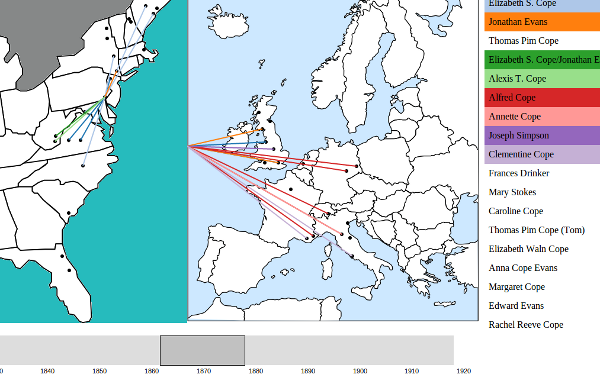 Elizabeth S. Cope
Jonathan Evans
Thomas Pim Cope
Elizabeth S. Cope/Jonathan E
Alexis T. Cope
Alfred Cope
Annette Cope
Joseph Simpson
Clementine Cope
Frances Drinker
Mary Stokes
Caroline Cope
Thomas Pim Cope (Tom)
Elizabeth Waln Cope
Anna Cope Evans
Margaret Cope
Edward Evans
Rachel Reeve Cope
0 1840 1850 1860 1870 1880 1890 1900 1910 1920